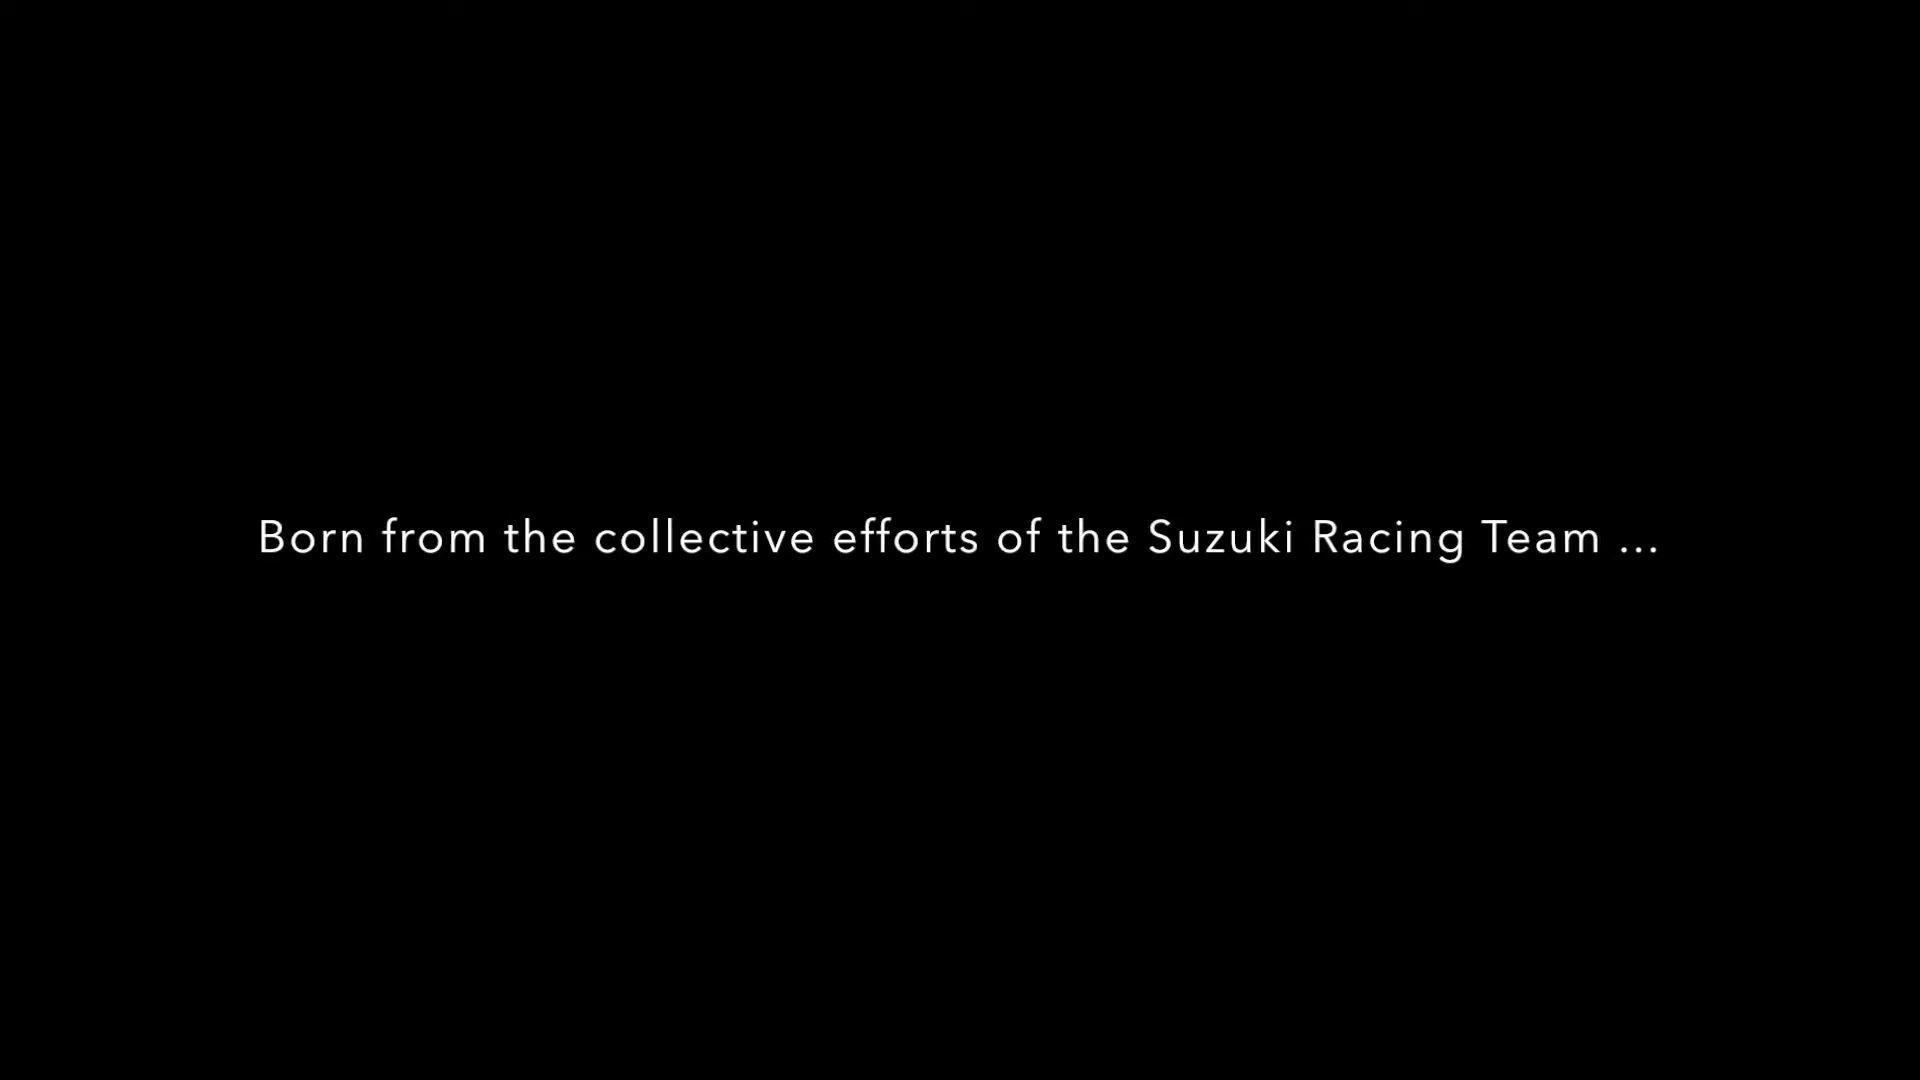 Born from the collective efforts of the Suzuki Racing Team ...